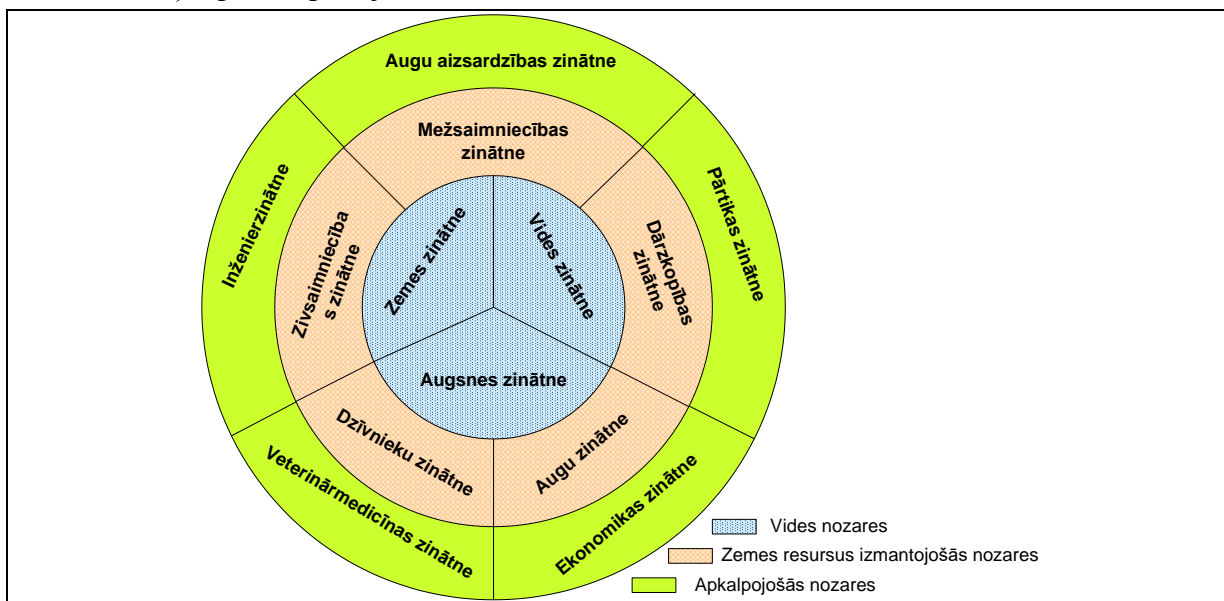 Augu aizsardzības zinātne
Mežsaimniecības
zinātne
Inženierzinātne
Zivsaimniecība
s zinātne
Zemes zinātne
Vides zinātne
Dārzkopības
zinātne
Pārtikas zinātne
Augsnes zinātne
Dzīvnieku zinātne
Augu zinātne
Veterinārmedicīnas zinātne
Ekonomikas zinātne
Vides nozares
Zemes resursus izmantojošās nozares
Apkalpojošās nozares